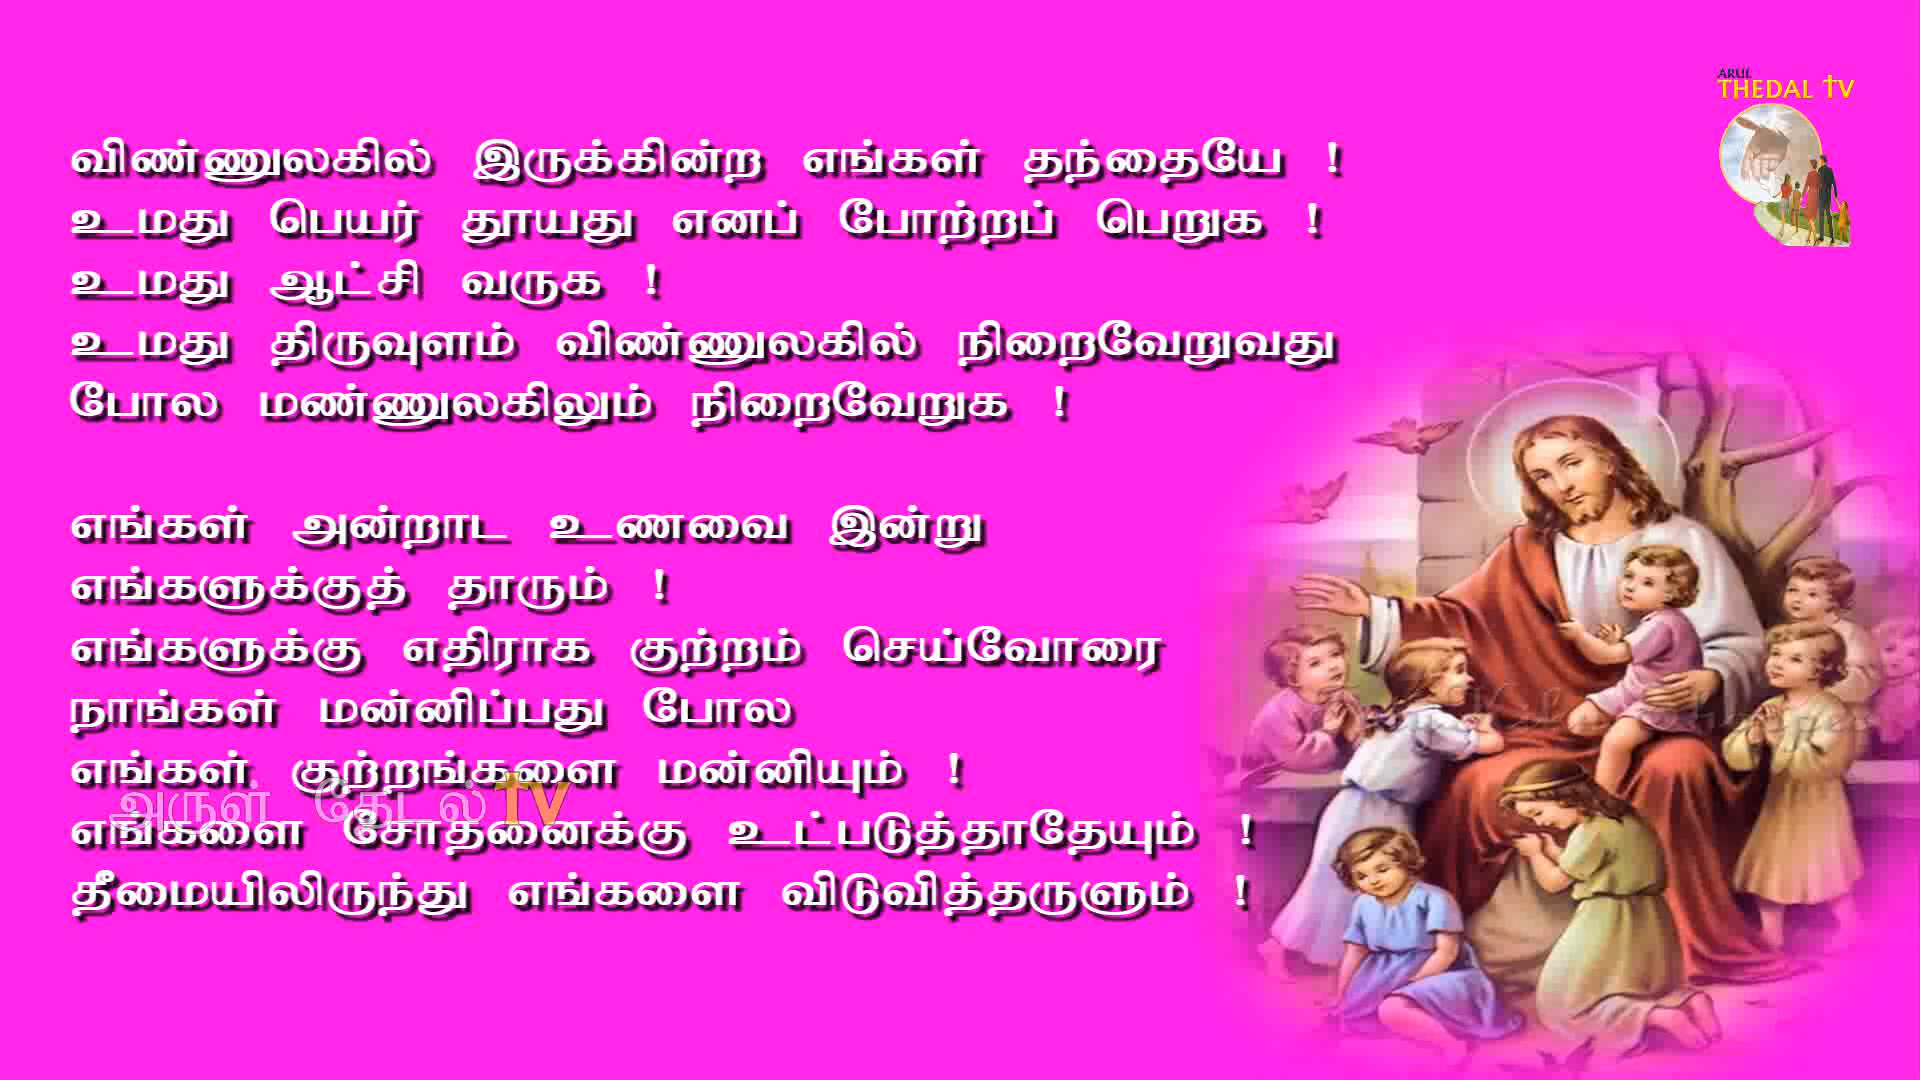 ARUL
THEDAL TV
விண்ணுலகில் இருக்கின்ற எங்கள் தந்தையே !
உமது பெயர் தூயது எனப் போற்றப் பெறுக !
உமது ஆட்சி வருக !
உமது திருவுளம் விண்ணுலகில் நிறைவேறுவது
போல மண்ணுலகிலும் நிறைவேறுக !
எங்கள் அன்றாட உணவை இன்று
எங்களுக்குத் தாரும் !
எங்களுக்கு எதிராக குற்றம் செய்வோரை
நாங்கள் மன்னிப்பது போல
எங்கள் குற்றங்களை மன்னியும் !
அருள் தேடல் TV
எங்களை சோதனைக்கு உட்படுத்தாதேயும் !
தீமையிலிருந்து எங்களை விடுவித்தருளும் !